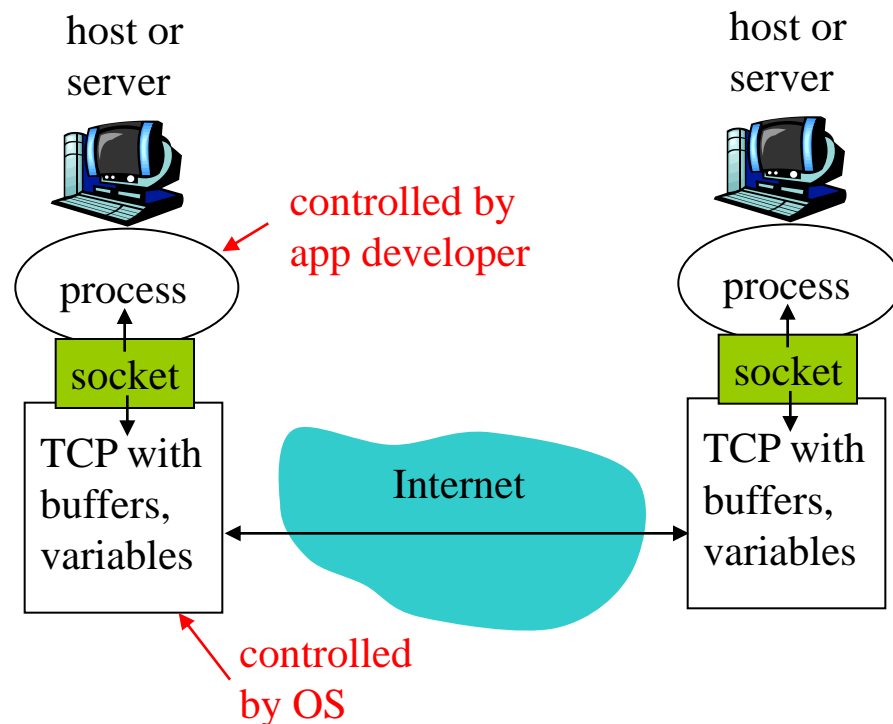 host or
server
host or
server
controlled by
app developer
process
process
socket
socket
TCP with
buffers,
variables
Internet
TCP with
buffers,
variables
controlled
by OS